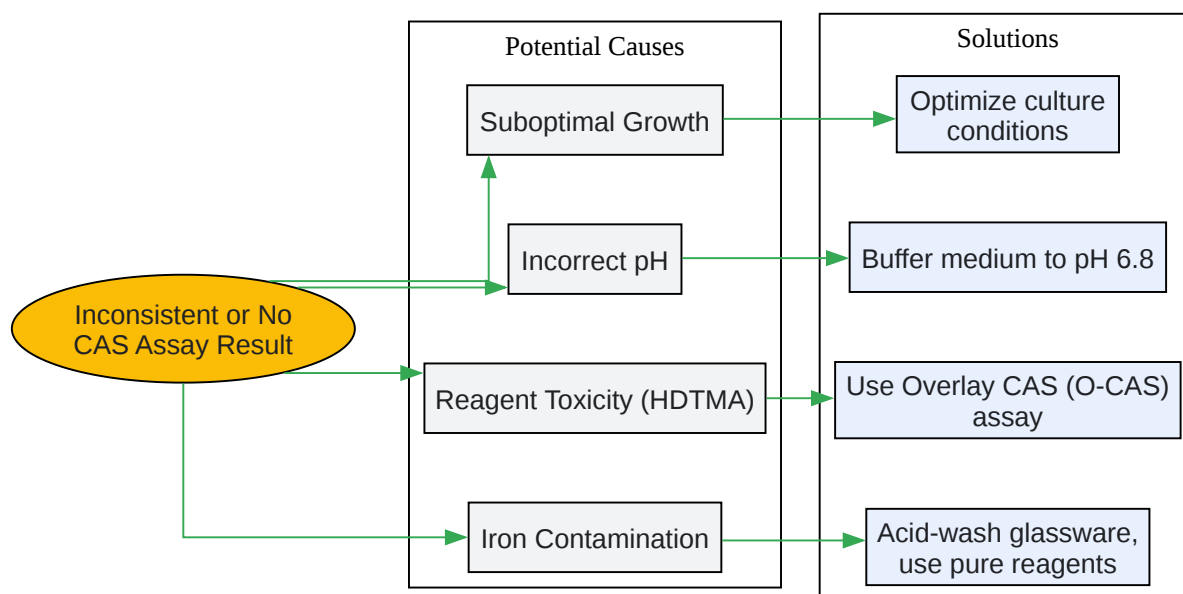 Potential Causes
Solutions
Suboptimal Growth
Optimize culture
conditions
Incorrect pH
Buffer medium to pH 6.8
Inconsistent or No
CAS Assay Result
Reagent Toxicity (HDTMA)
Use Overlay CAS (O-CAS)
assay
Iron Contamination
Acid-wash glassware,
use pure reagents